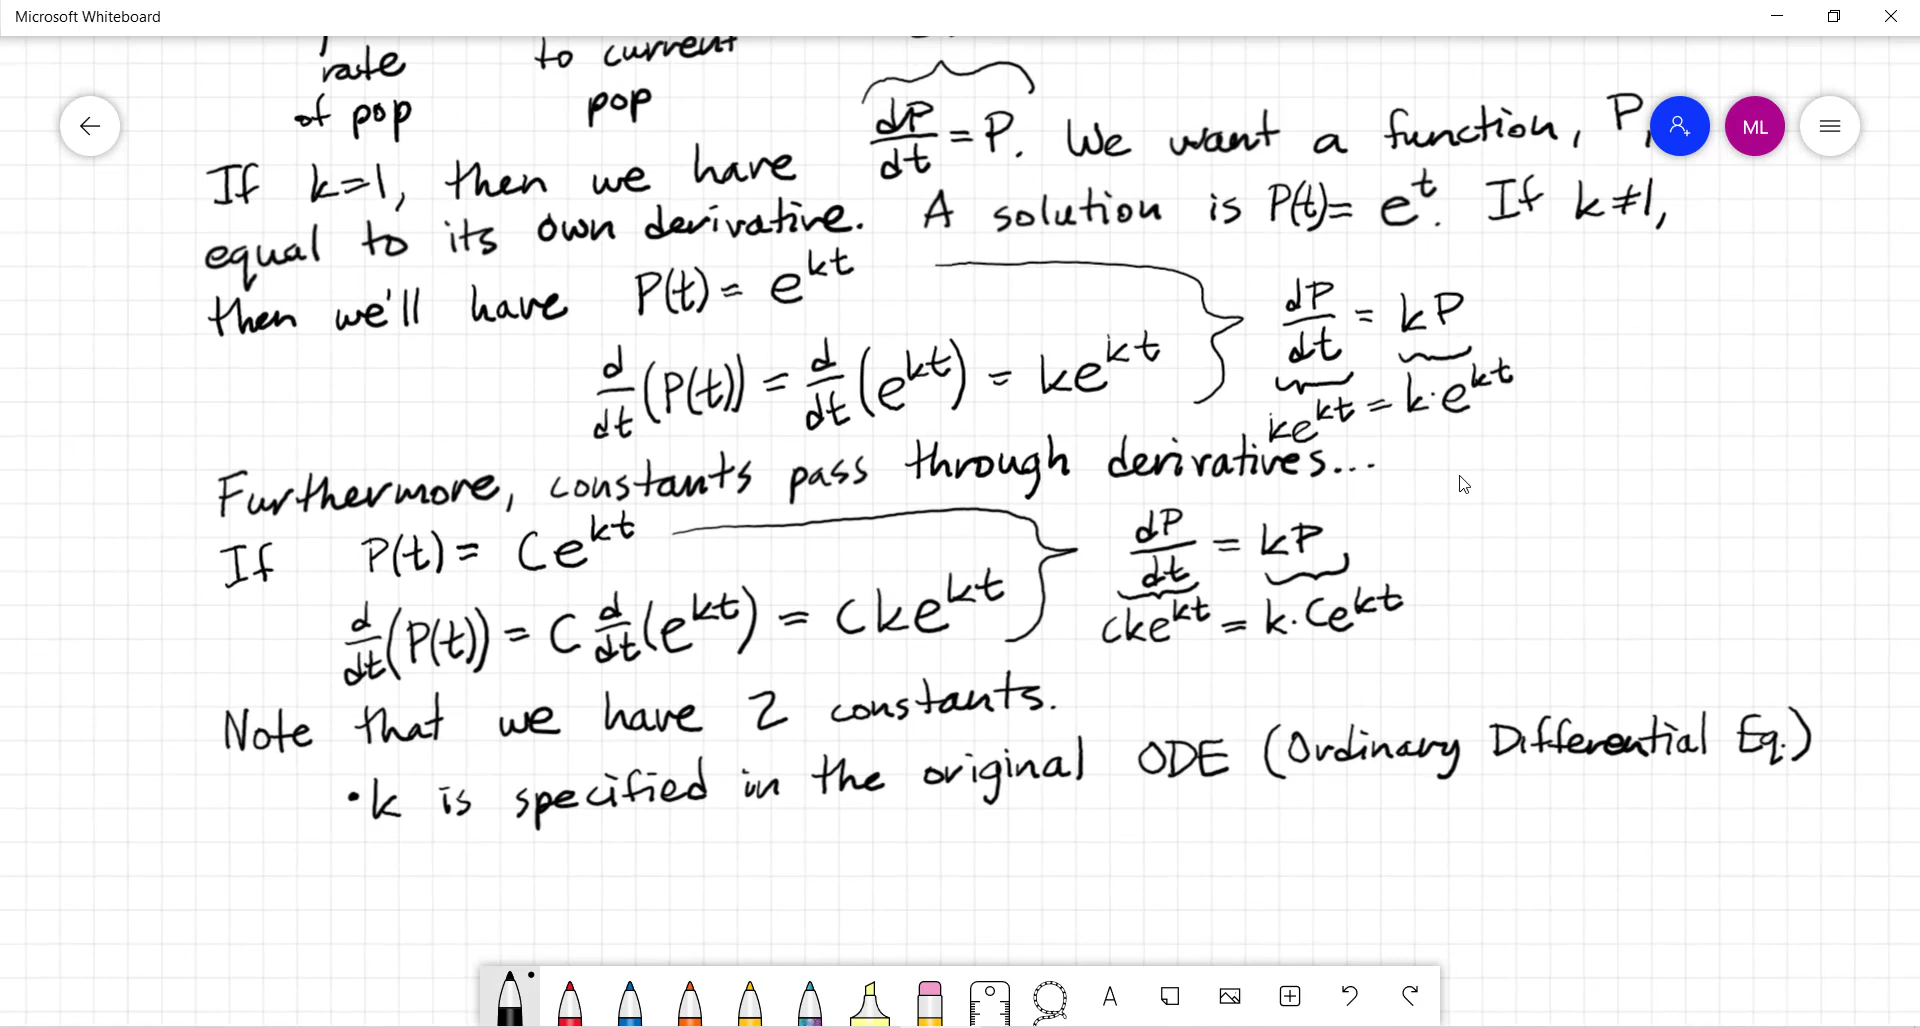 Microsoft Whiteboard
rate to current
of pop pop
If k=1, then we have dP/dt = P. We want a function, P,
equal to its own derivative. A solution is P(t)= e^t. If k≠1,
then we'll have P(t) = e^kt
d/dt (P(t)) = d/dt (e^kt) = ke^kt
dP/dt = kP
ke^kt = k·e^kt
Furthermore, constants pass through derivatives...
If P(t) = Ce^kt
d/dt (P(t)) = C d/dt (e^kt) = Cke^kt
dP/dt = kP
Cke^kt = k·Ce^kt
Note that we have 2 constants.
•k is specified in the original ODE (Ordinary Differential Eq.)
ML
A